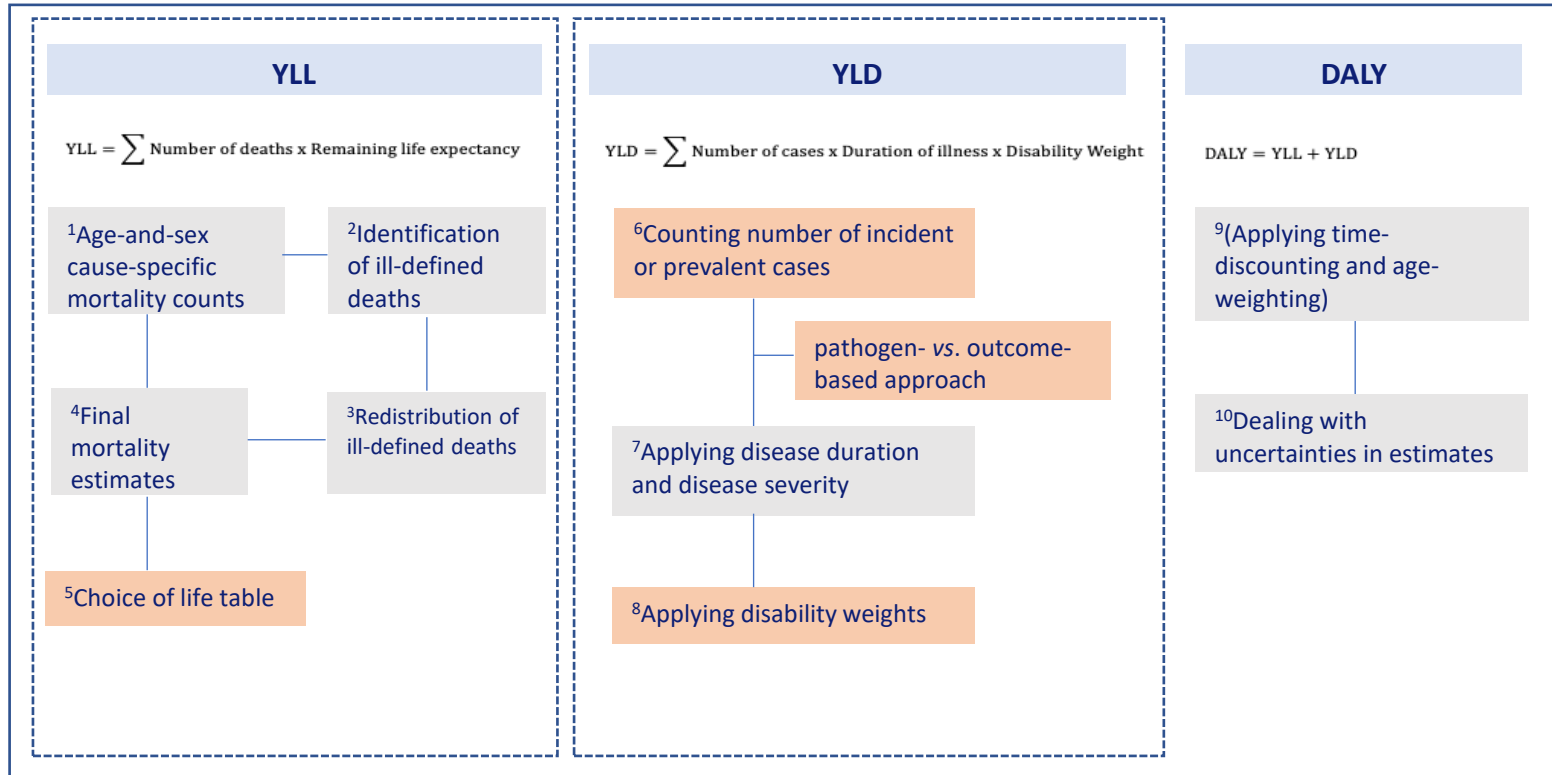 YLL
YLL = ∑ Number of deaths x Remaining life expectancy
¹Age-and-sex
cause-specific
mortality counts
²Identification
of ill-defined
deaths
³Redistribution of
ill-defined deaths
⁴Final
mortality
estimates
⁵Choice of life table
YLD
YLD = ∑ Number of cases x Duration of illness x Disability Weight
⁶Counting number of incident
or prevalent cases
pathogen- vs. outcome-
based approach
⁷Applying disease duration
and disease severity
⁸Applying disability weights
DALY
DALY = YLL + YLD
⁹(Applying time-
discounting and age-
weighting)
¹⁰Dealing with
uncertainties in estimates